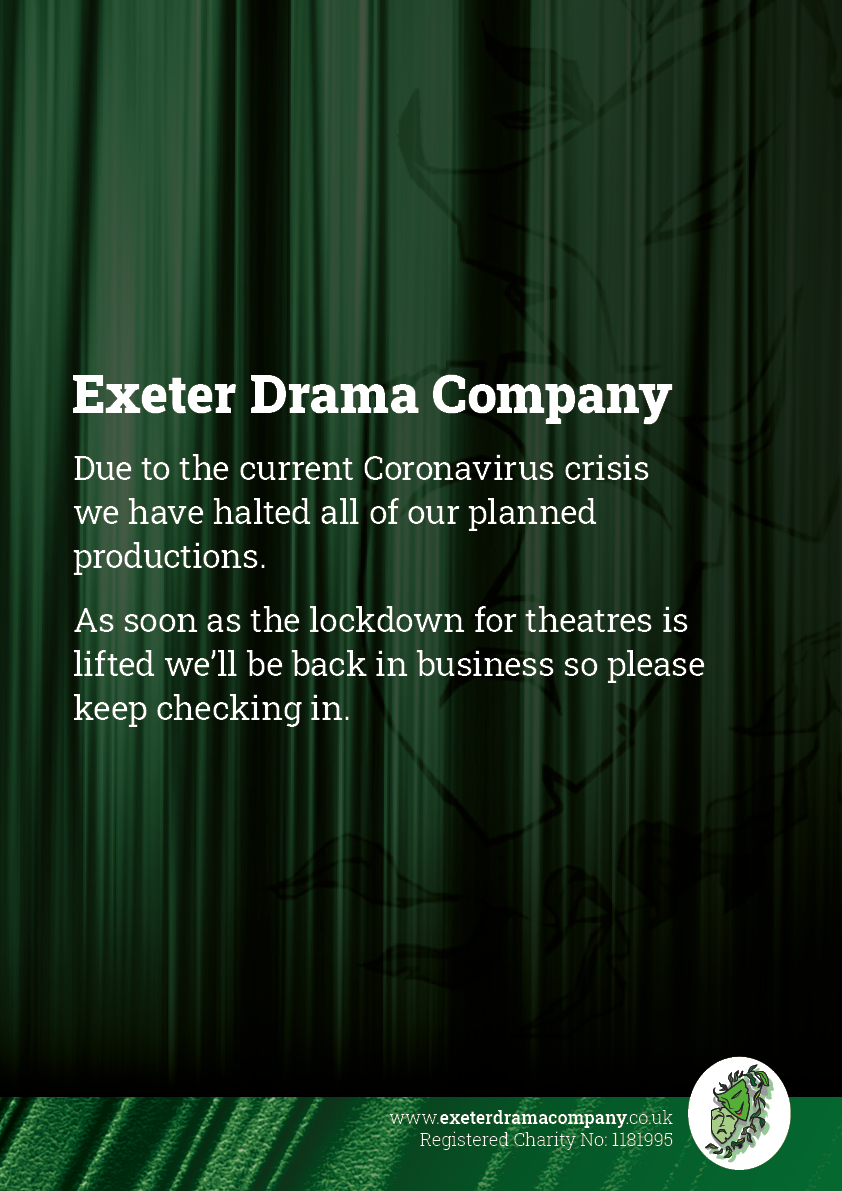 Exeter Drama Company
Due to the current Coronavirus crisis
we have halted all of our planned
productions.
As soon as the lockdown for theatres is
lifted we’ll be back in business so please
keep checking in.
www.exeterdramacompany.co.uk
Registered Charity No: 1181995